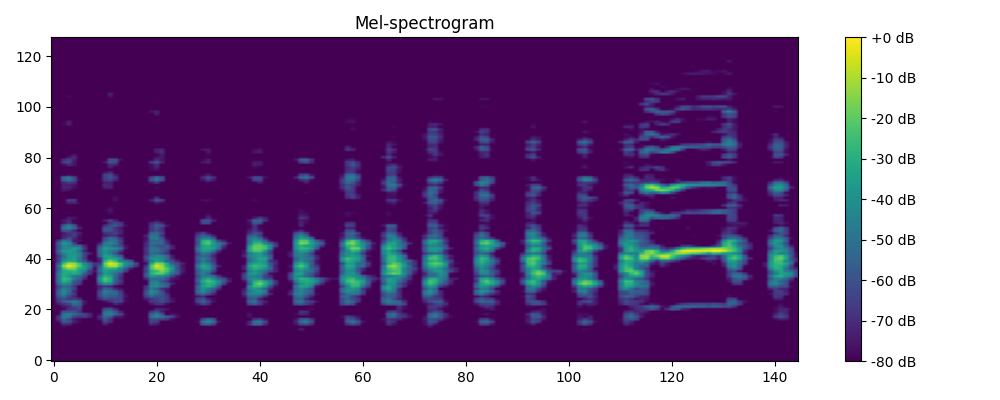 Mel-spectrogram
120
100
80
60
40
20
0
0 20 40 60 80 100 120 140
+0 dB
-10 dB
-20 dB
-30 dB
-40 dB
-50 dB
-60 dB
-70 dB
-80 dB